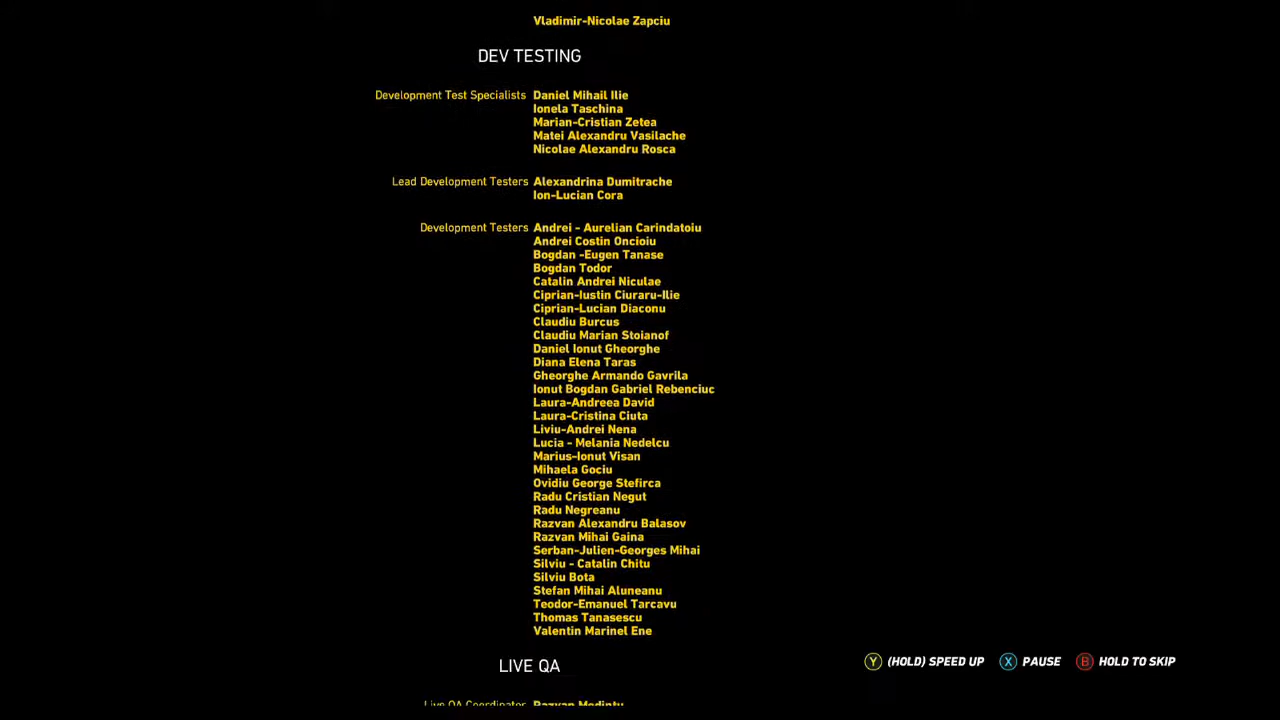 Vladimir-Nicolae Zapciu
DEV TESTING
Development Test Specialists Daniel Mihail Ilie
Ionela Taschina
Marian-Cristian Zetea
Matei Alexandru Vasilache
Nicolae Alexandru Rosca
Lead Development Testers Alexandrina Dumitrache
Ion-Lucian Cora
Development Testers Andrei - Aurelian Carindatoiu
Andrei Costin Oncioiu
Bogdan -Eugen Tanase
Bogdan Todor
Catalin Andrei Niculae
Ciprian-Iustin Ciuraru-Ilie
Ciprian-Lucian Diaconu
Claudiu Burcus
Claudiu Marian Stoianof
Daniel Ionut Gheorghe
Diana Elena Taras
Gheorghe Armando Gavrila
Ionut Bogdan Gabriel Rebenciuc
Laura-Andreea David
Laura-Cristina Ciuta
Liviu-Andrei Nena
Lucia - Melania Nedelcu
Marius-Ionut Visan
Mihaela Gociu
Ovidiu George Stefirca
Radu Cristian Negut
Radu Negreanu
Razvan Alexandru Balasov
Razvan Mihai Gaina
Serban-Julien-Georges Mihai
Silviu - Catalin Chitu
Silviu Bota
Stefan Mihai Aluneanu
Teodor-Emanuel Tarcavu
Thomas Tanasescu
Valentin Marinel Ene
Y (HOLD) SPEED UP X PAUSE B HOLD TO SKIP
LIVE QA
Live QA Coordinator Razvan Medintu